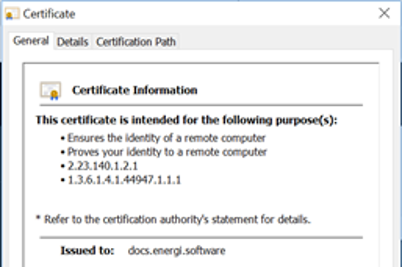 Certificate
General Details Certification Path
Certificate Information
This certificate is intended for the following purpose(s):
• Ensures the identity of a remote computer
• Proves your identity to a remote computer
• 2.23.140.1.2.1
• 1.3.6.1.4.1.44947.1.1.1
* Refer to the certification authority's statement for details.
Issued to: docs.energi.software